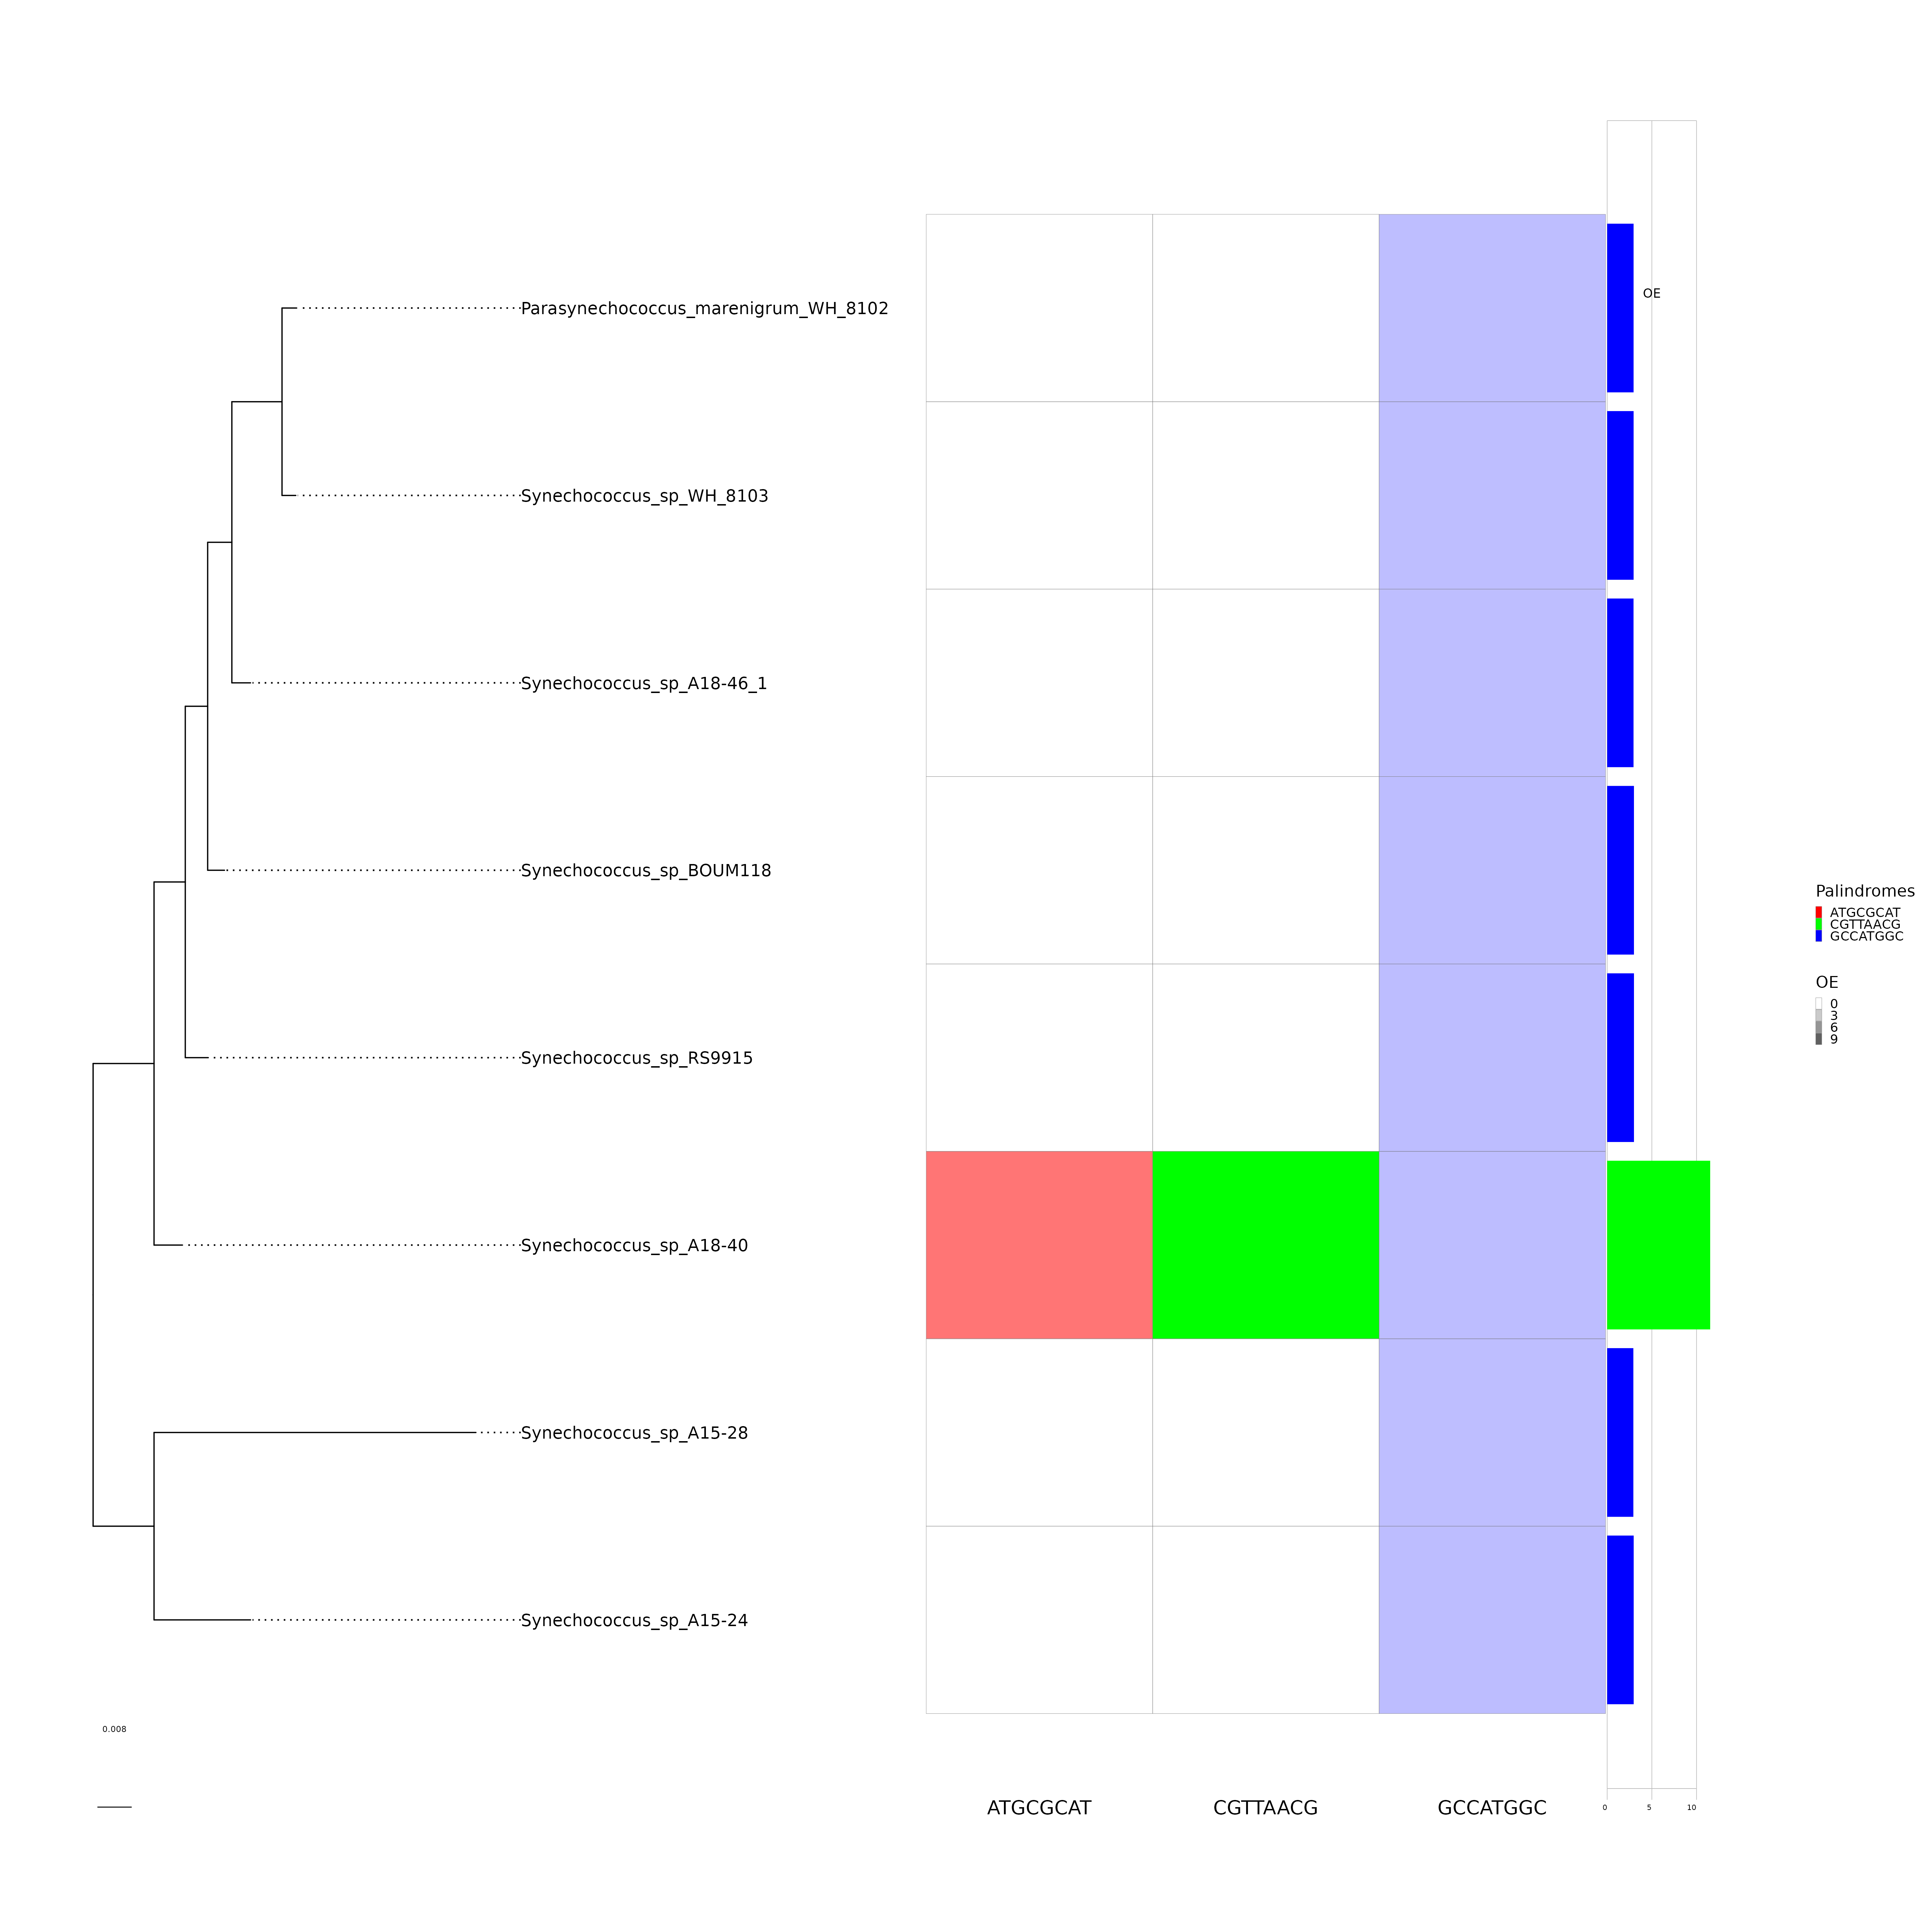 Parasynechococcus_marenigrum_WH_8102
OE
Synechococcus_sp_WH_8103
Synechococcus_sp_A18-46_1
Synechococcus_sp_BOUM118
Synechococcus_sp_RS9915
Synechococcus_sp_A18-40
Synechococcus_sp_A15-28
Synechococcus_sp_A15-24
0.008
ATGCGCAT CGTTAACG GCCATGGC
0 5 10
Palindromes
ATGCGCAT
CGTTAACG
GCCATGGC
OE
0
3
6
9